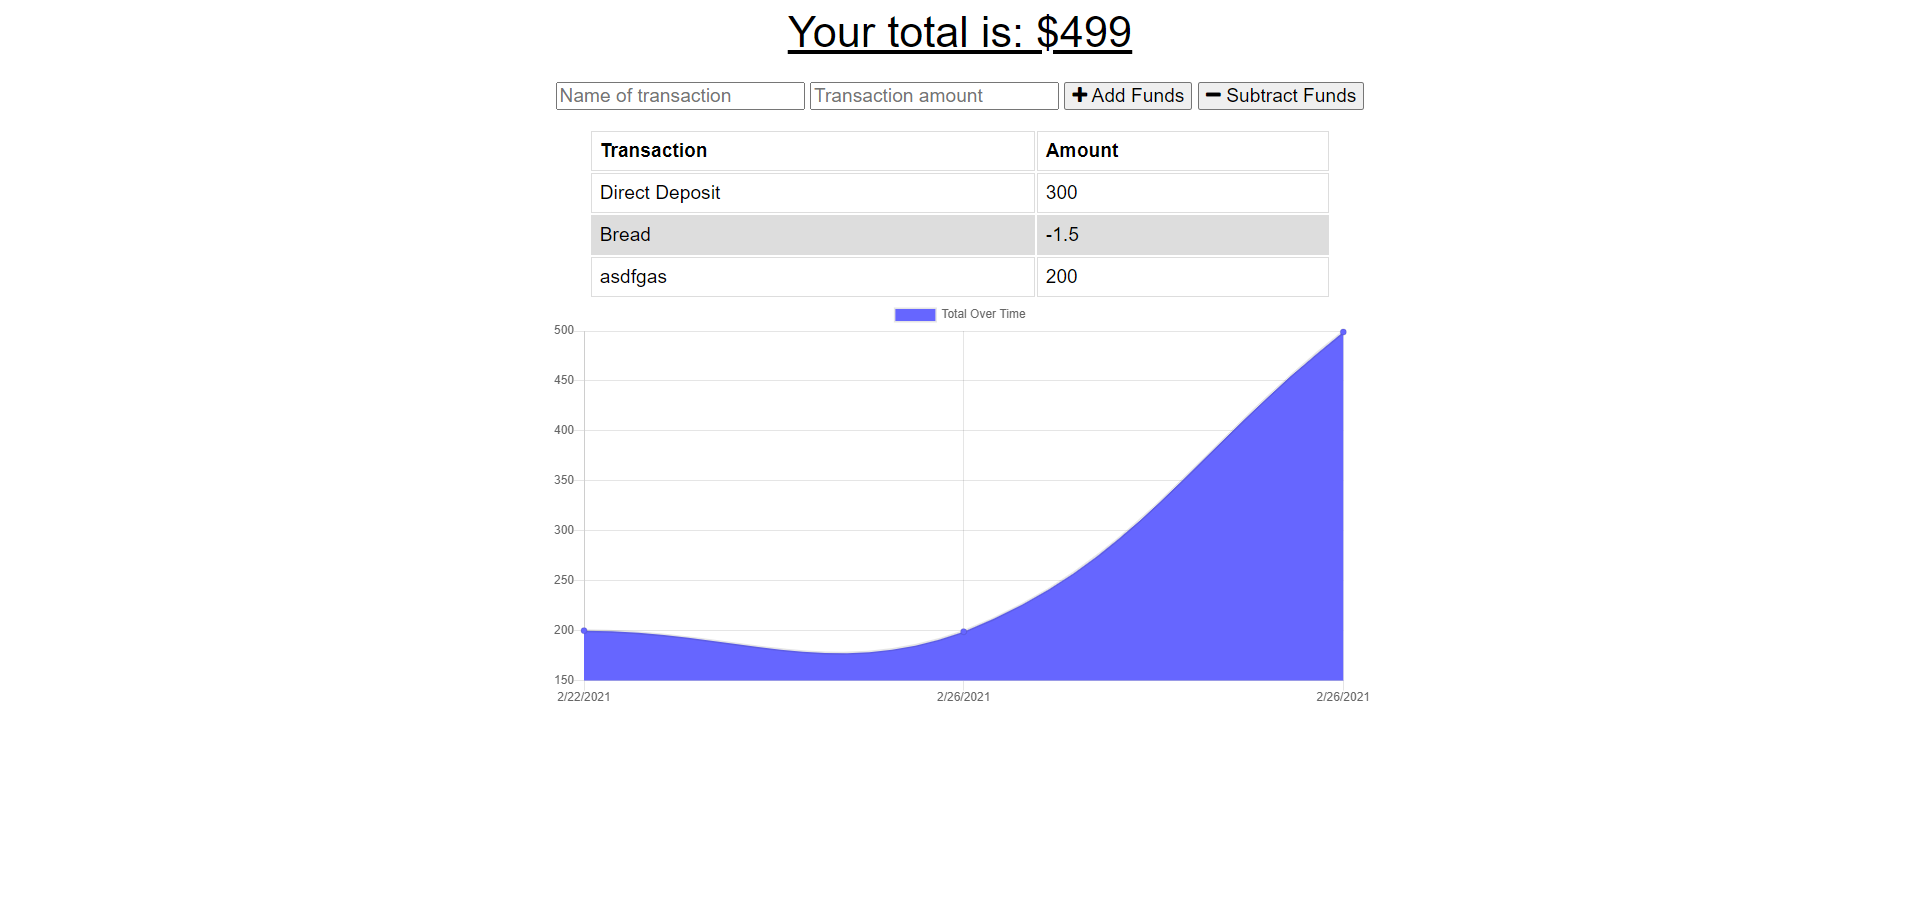 Your total is: $499
Name of transaction Transaction amount Add Funds Subtract Funds
Transaction Amount
Direct Deposit 300
Bread -1.5
asdfgas 200
Total Over Time
500
450
400
350
300
250
200
150
2/22/2021 2/26/2021 2/26/2021